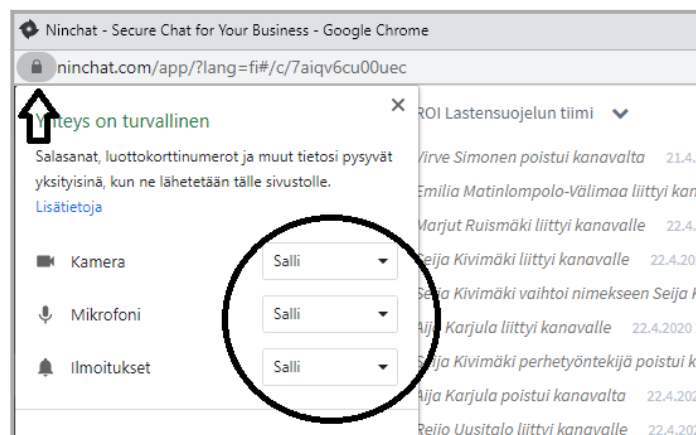 Ninchat - Secure Chat for Your Business - Google Chrome
ninchat.com/app/?lang=fi#/c/7aiqv6cu00uec
Yhteys on turvallinen
Salasanat, luottokorttinumerot ja muut tietosi pysyvät
yksityisinä, kun ne lähetetään tälle sivustolle.
Lisätietoja
Kamera Salli
Mikrofoni Salli
Ilmoitukset Salli
ROI Lastensuojelun tiimi
Virve Simonen poistui kanavalta 21.4.
Emilia Matinlompolo-Välimaa liittyi kan
Marjut Ruismäki liittyi kanavalle 22.4.
Seija Kivimäki liittyi kanavalle 22.4.20
Seija Kivimäki vaihtoi nimekseen Seija K
Aija Karjula liittyi kanavalle 22.4.2020
Seija Kivimäki perhetyöntekijä poistui k
Aija Karjula poistui kanavalta 22.4.202
Reijo Uusitalo liittyi kanavalle 22.4.202